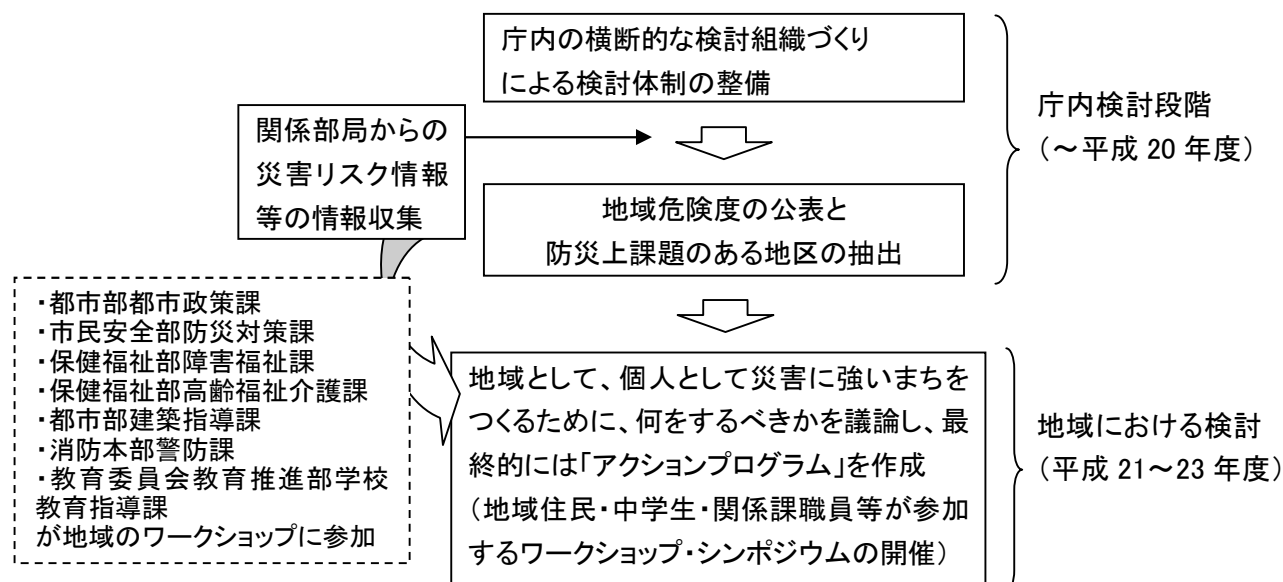 庁内の横断的な検討組織づくり
による検討体制の整備
庁内検討段階
（～平成 20 年度）
関係部局からの
災害リスク情報
等の情報収集
地域危険度の公表と
防災上課題のある地区の抽出
・都市部都市政策課
・市民安全部防災対策課
・保健福祉部障害福祉課
・保健福祉部高齢福祉介護課
・都市部建築指導課
・消防本部警防課
・教育委員会教育推進部学校
教育指導課
が地域のワークショップに参加
地域として、個人として災害に強いまちを
つくるために、何をするべきかを議論し、最
終的には「アクションプログラム」を作成
（地域住民・中学生・関係課職員等が参加
するワークショップ・シンポジウムの開催）
地域における検討
（平成 21～23 年度）